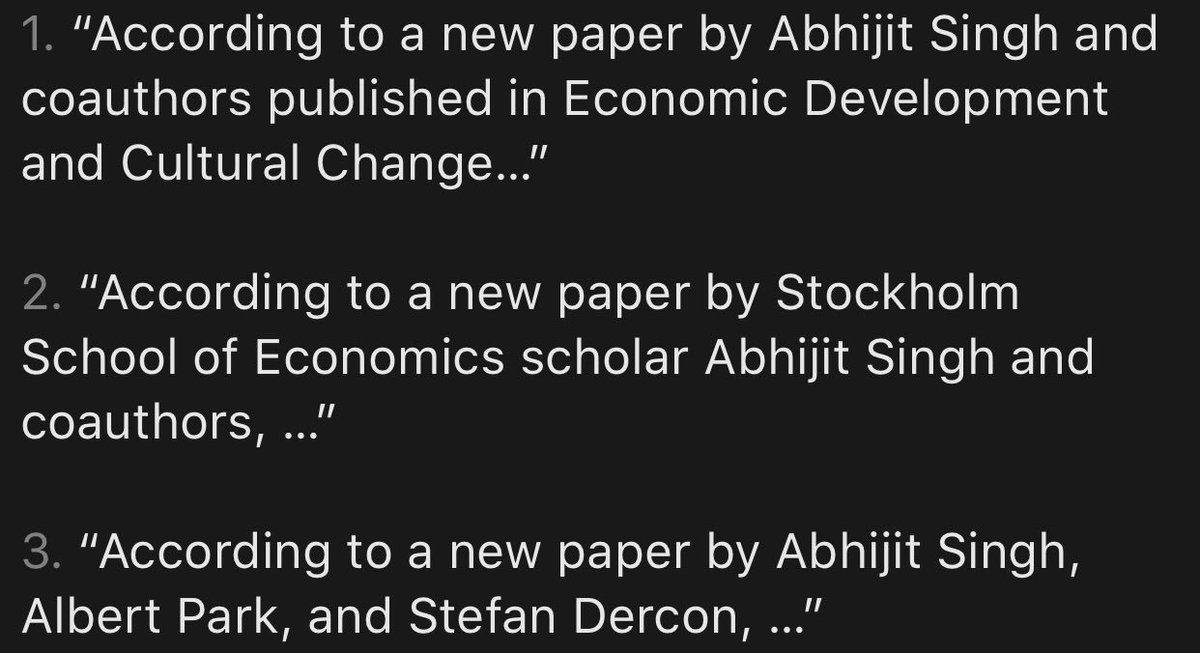 1. “According to a new paper by Abhijit Singh and
coauthors published in Economic Development
and Cultural Change...”
2. “According to a new paper by Stockholm
School of Economics scholar Abhijit Singh and
coauthors, ...”
3. “According to a new paper by Abhijit Singh,
Albert Park, and Stefan Dercon, ...”